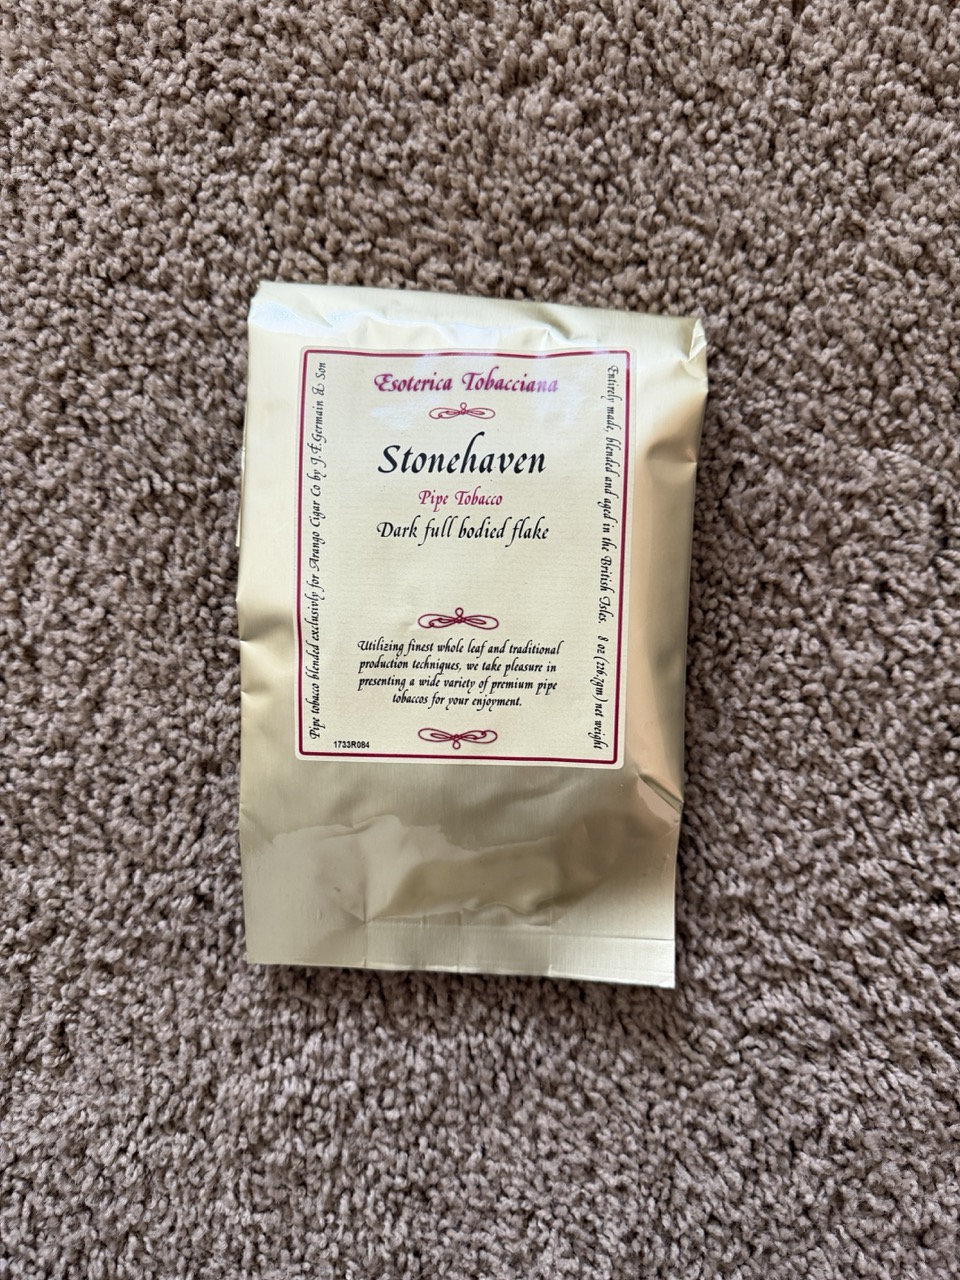 Esoterica Tobacciana
Stonehaven
Pipe Tobacco
Dark full bodied flake
Utilizing finest whole leaf and traditional
production techniques, we take pleasure in
presenting a wide variety of premium pipe
tobaccos for your enjoyment.
1733R084
Pipe tobacco blended exclusivly for Arango Cigar Co by J.F.Germain & Son
Entirely made, blended and aged in the British Isles. 8 oz (226.7gm) net weight